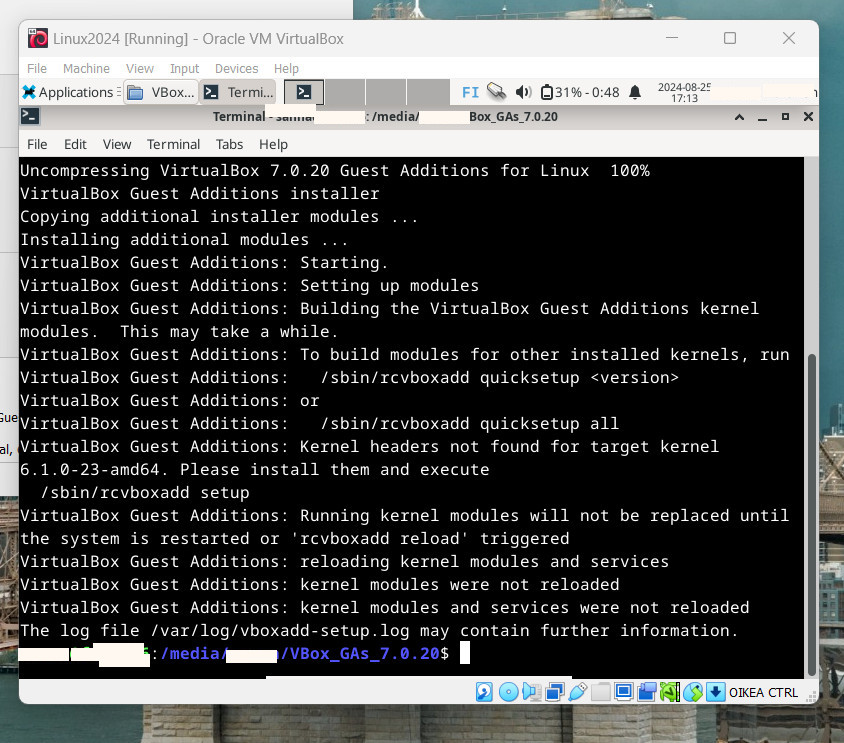 Linux2024 [Running] - Oracle VM VirtualBox
File Machine View Input Devices Help
Applications VBox... Termi... FI 31% - 0:48 2024-08-25
17:13
Terminal - : /media/ Box_GAs_7.0.20
File Edit View Terminal Tabs Help
Uncompressing VirtualBox 7.0.20 Guest Additions for Linux 100%
VirtualBox Guest Additions installer
Copying additional installer modules ...
Installing additional modules ...
VirtualBox Guest Additions: Starting.
VirtualBox Guest Additions: Setting up modules
VirtualBox Guest Additions: Building the VirtualBox Guest Additions kernel
modules. This may take a while.
VirtualBox Guest Additions: To build modules for other installed kernels, run
VirtualBox Guest Additions: /sbin/rcvboxadd quicksetup <version>
VirtualBox Guest Additions: or
VirtualBox Guest Additions: /sbin/rcvboxadd quicksetup all
VirtualBox Guest Additions: Kernel headers not found for target kernel
6.1.0-23-amd64. Please install them and execute
/sbin/rcvboxadd setup
VirtualBox Guest Additions: Running kernel modules will not be replaced until
the system is restarted or 'rcvboxadd reload' triggered
VirtualBox Guest Additions: reloading kernel modules and services
VirtualBox Guest Additions: kernel modules were not reloaded
VirtualBox Guest Additions: kernel modules and services were not reloaded
The log file /var/log/vboxadd-setup.log may contain further information.
:/media/ /VBox_GAs_7.0.20$
OIKEA CTRL